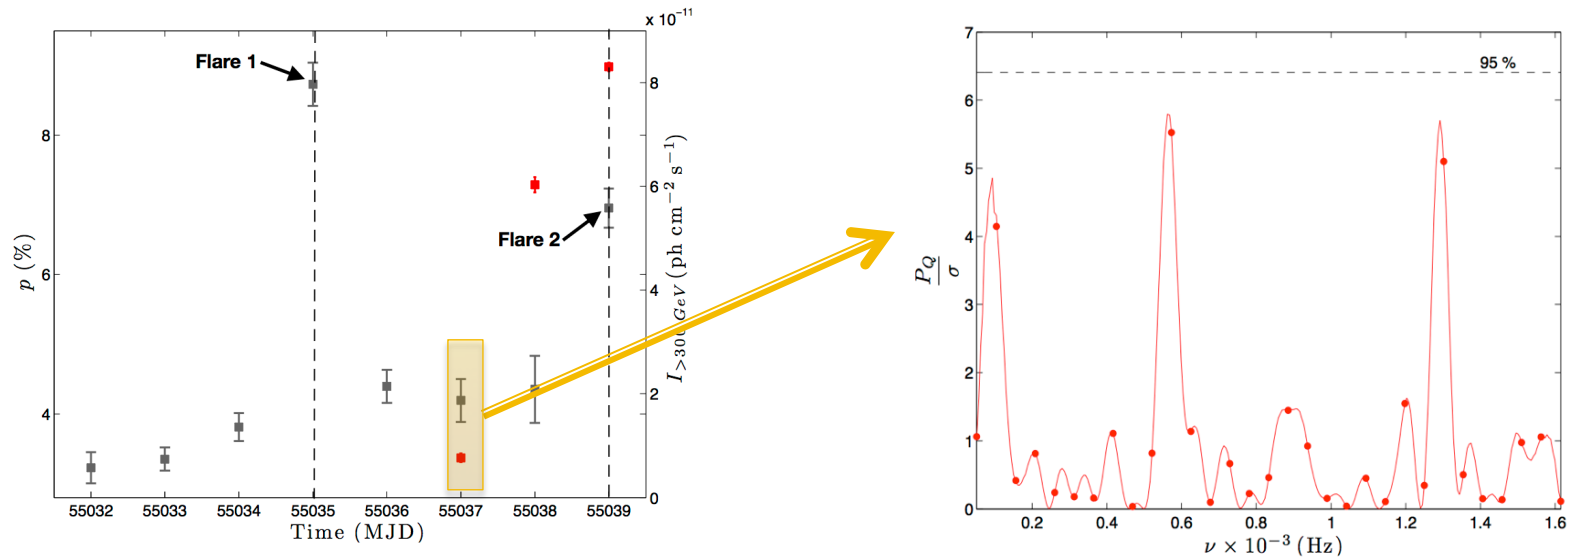 x 10⁻¹¹
Flare 1
8
6
4
p (%)
8
6
4
2
0
I>300 GeV (ph cm⁻² s⁻¹)
Flare 2
55032 55033 55034 55035 55036 55037 55038 55039
Time (MJD)
7
95 %
6
5
4
3
2
1
0
P_Q
σ
0.2 0.4 0.6 0.8 1 1.2 1.4 1.6
ν × 10⁻³ (Hz)